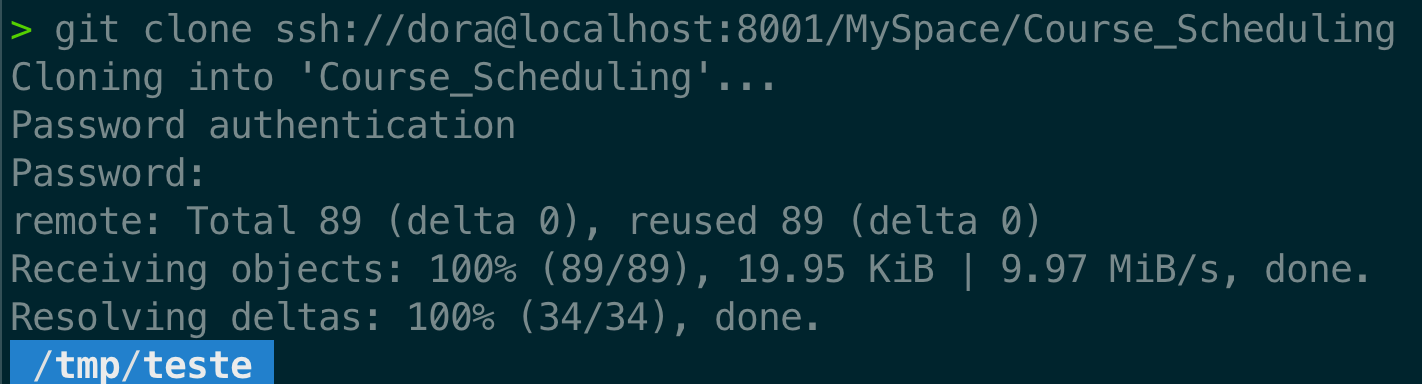 > git clone ssh://dora@localhost:8001/MySpace/Course_Scheduling
Cloning into 'Course_Scheduling'...
Password authentication
Password:
remote: Total 89 (delta 0), reused 89 (delta 0)
Receiving objects: 100% (89/89), 19.95 KiB | 9.97 MiB/s, done.
Resolving deltas: 100% (34/34), done.
/tmp/teste